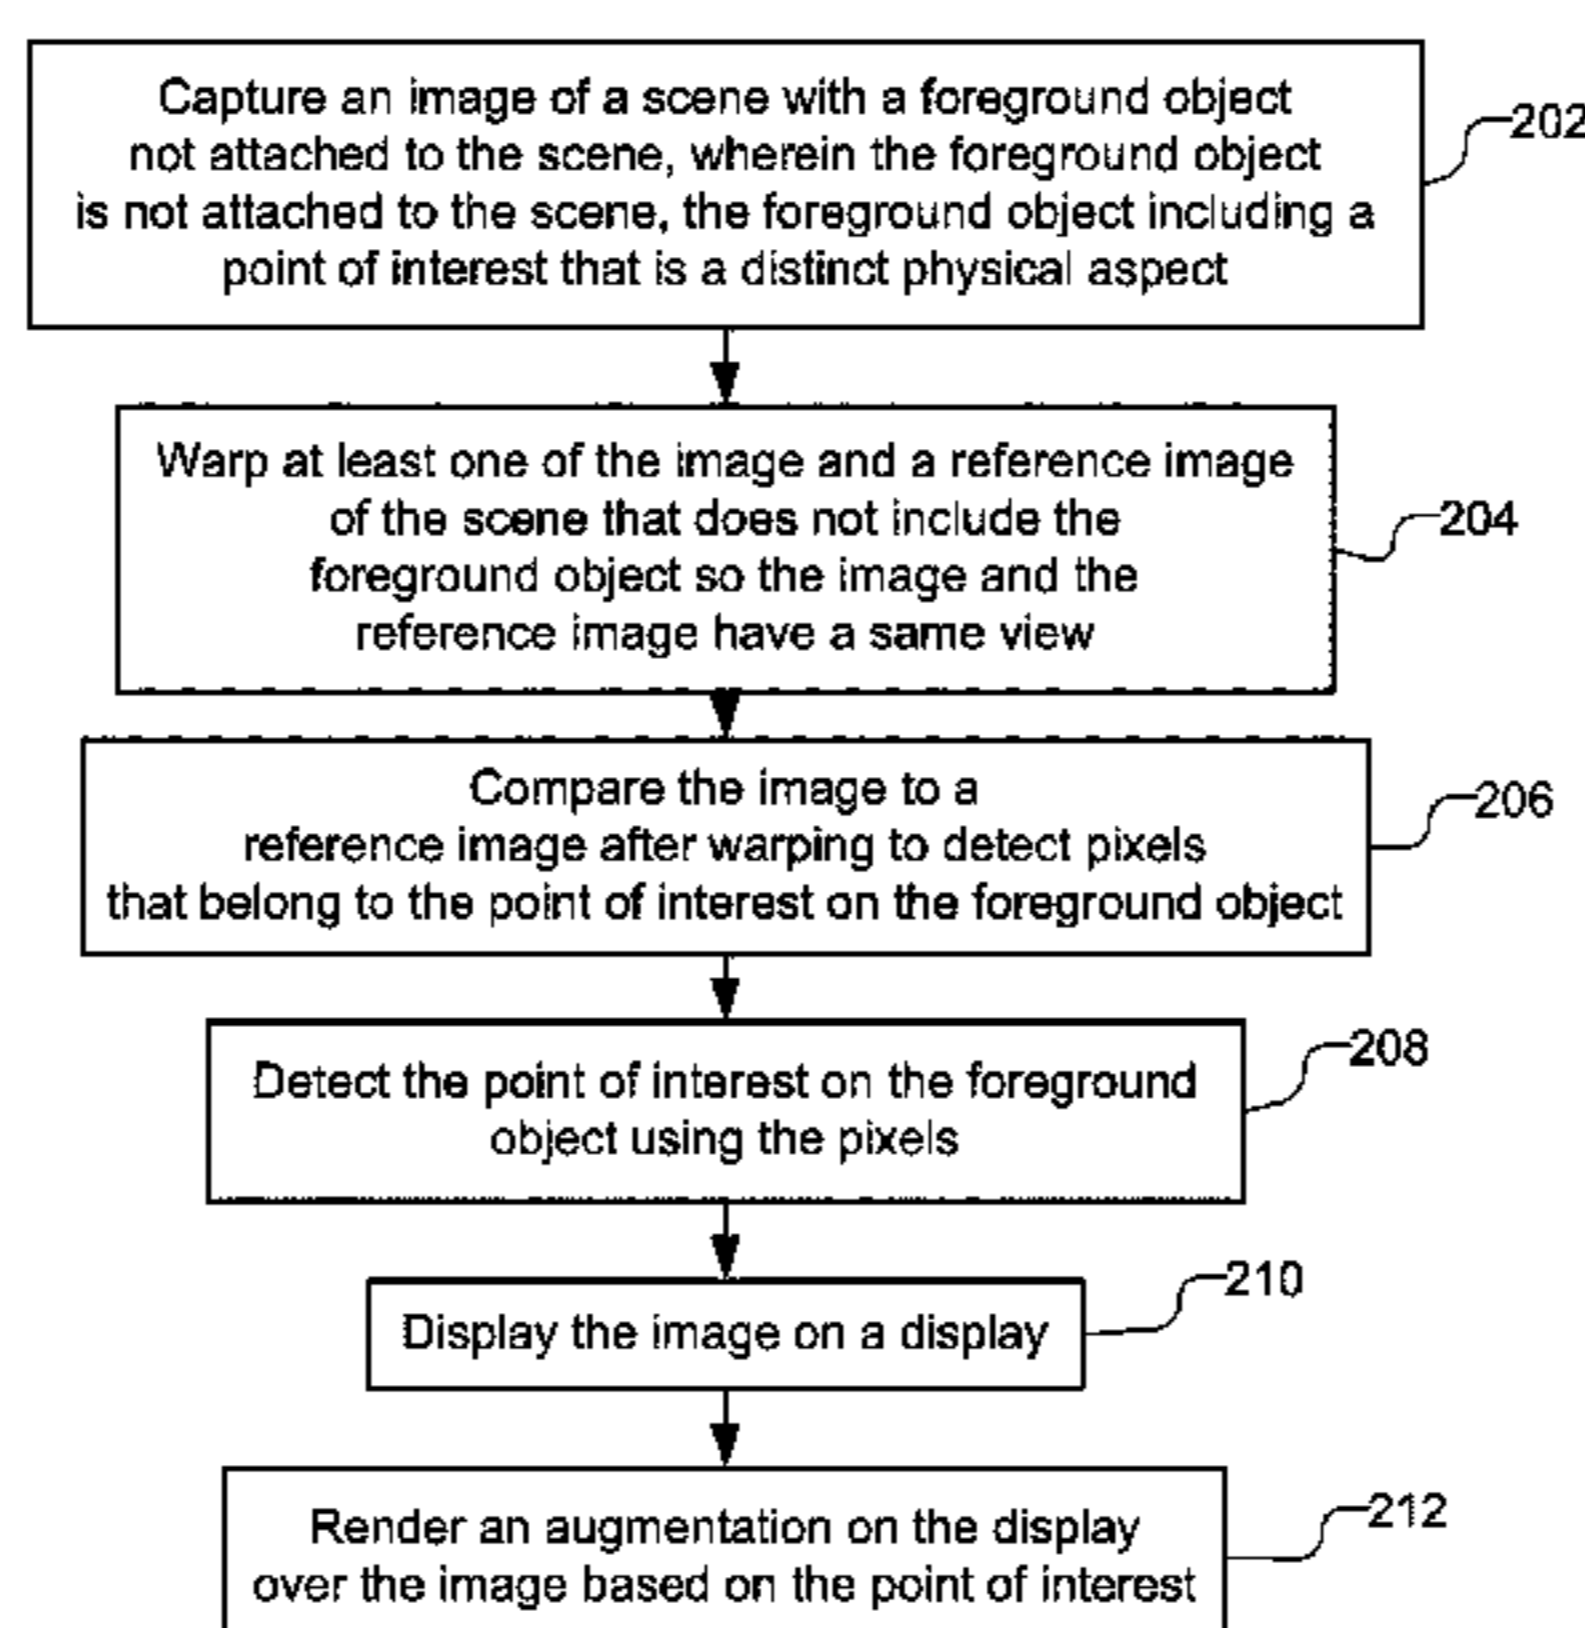 Capture an image of a scene with a foreground object
not attached to the scene, wherein the foreground object
is not attached to the scene, the foreground object including a
point of interest that is a distinct physical aspect
202
Warp at least one of the image and a reference image
of the scene that does not include the
foreground object so the image and the
reference image have a same view
204
Compare the image to a
reference image after warping to detect pixels
that belong to the point of interest on the foreground object
206
Detect the point of interest on the foreground
object using the pixels
208
Display the image on a display
210
Render an augmentation on the display
over the image based on the point of interest
212